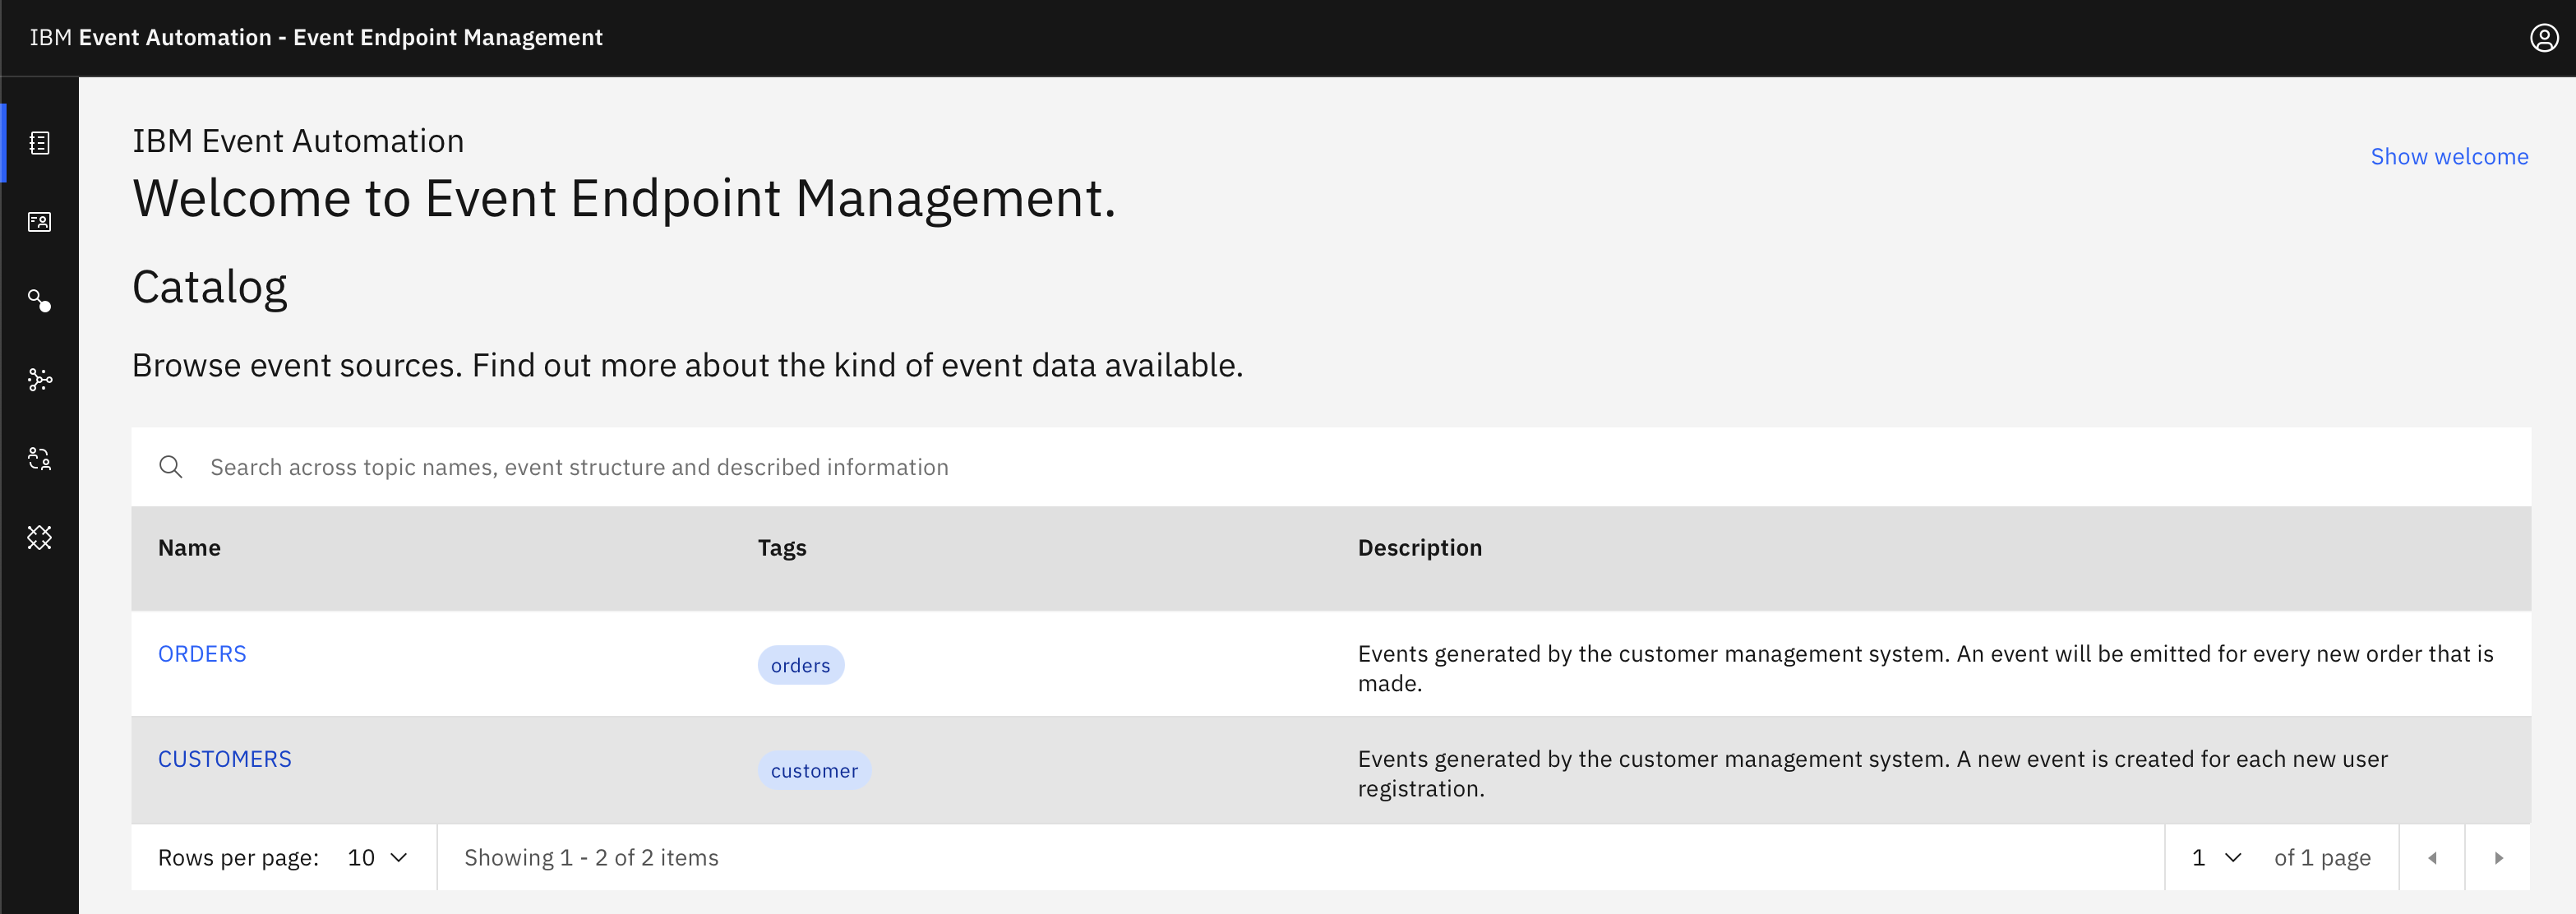 IBM Event Automation - Event Endpoint Management
IBM Event Automation
Show welcome
Welcome to Event Endpoint Management.
Catalog
Browse event sources. Find out more about the kind of event data available.
Search across topic names, event structure and described information
Name Tags Description
ORDERS orders Events generated by the customer management system. An event will be emitted for every new order that is
made.
CUSTOMERS customer Events generated by the customer management system. A new event is created for each new user
registration.
Rows per page: 10 Showing 1 - 2 of 2 items 1 of 1 page